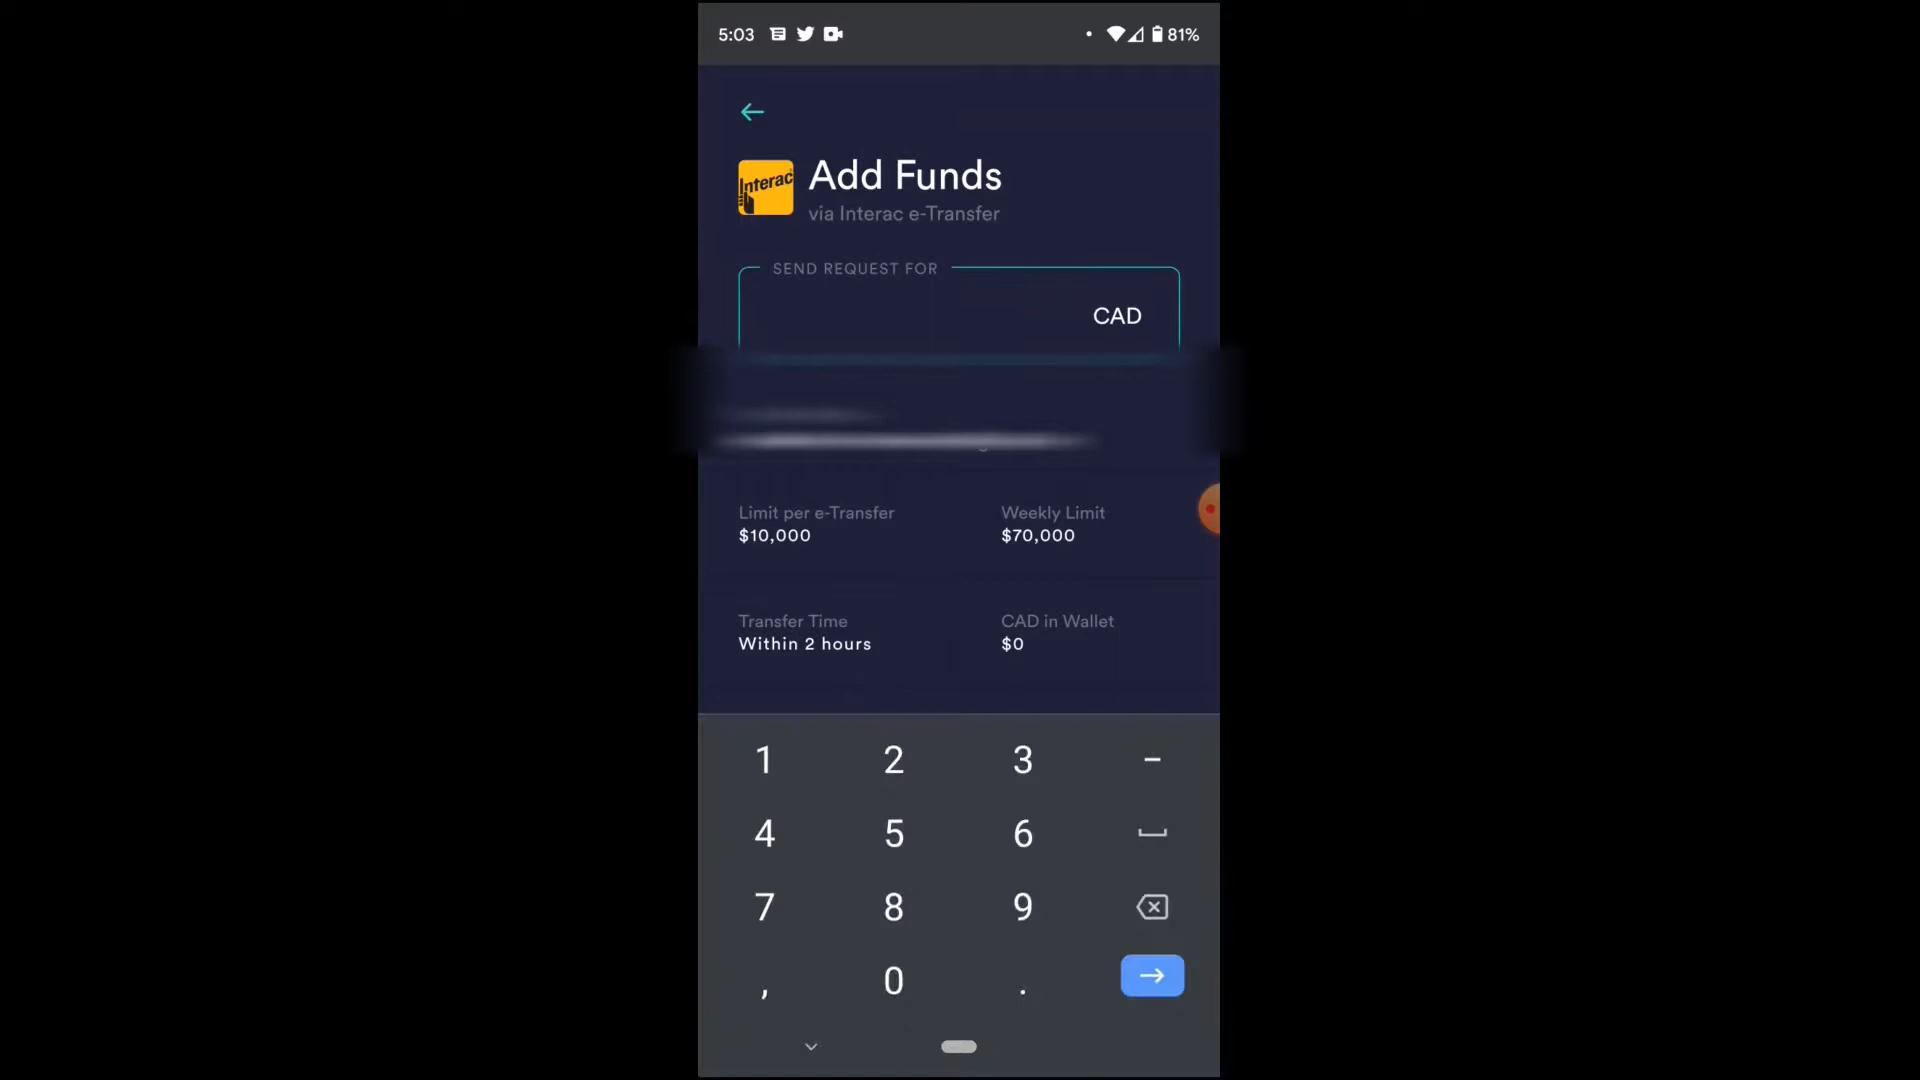 5:03 81%
Interac
Add Funds
via Interac e-Transfer
SEND REQUEST FOR
CAD
Limit per e-Transfer Weekly Limit
$10,000 $70,000
Transfer Time CAD in Wallet
Within 2 hours $0
1 2 3 -
4 5 6
7 8 9
, 0 .